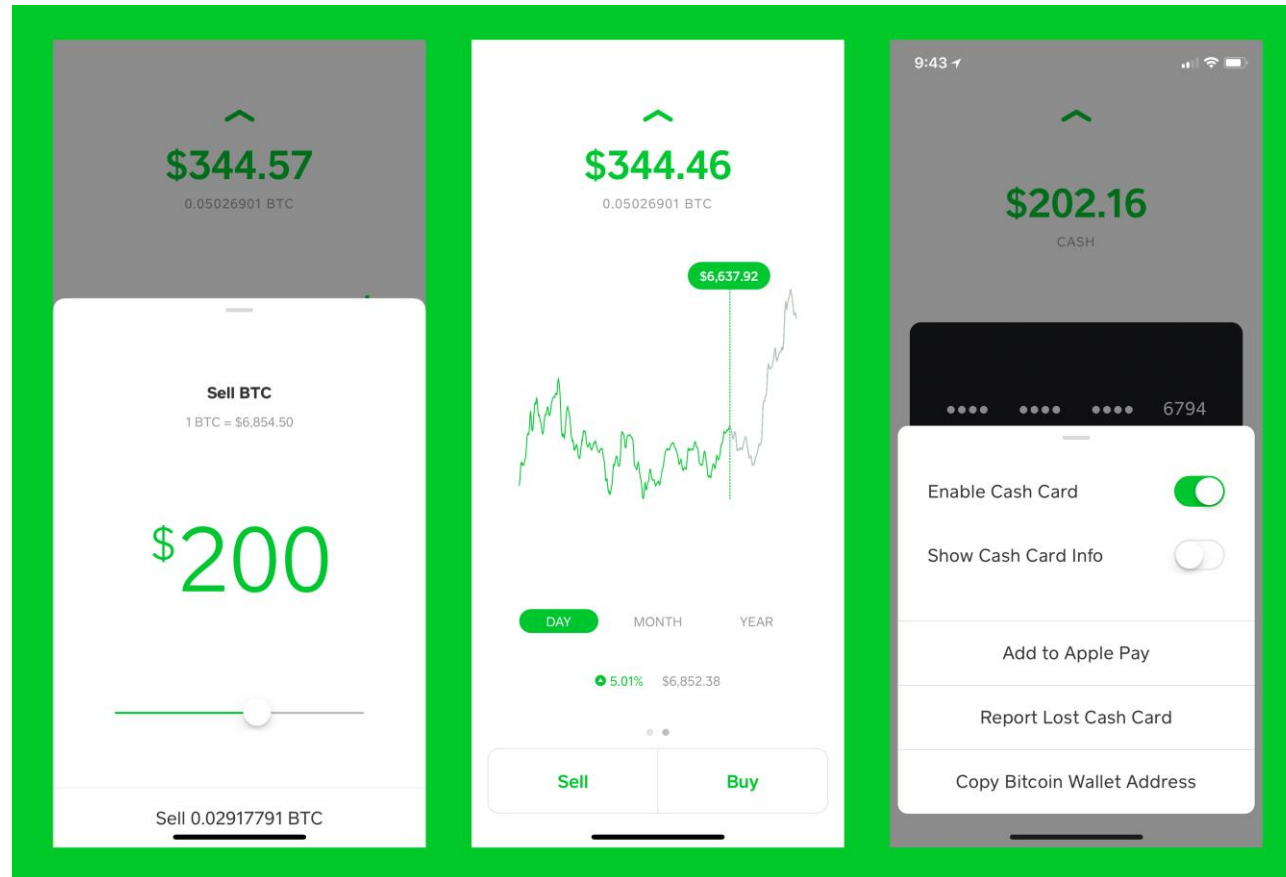 $344.57
0.05026901 BTC
Sell BTC
1 BTC = $6,854.50
$200
Sell 0.02917791 BTC
$344.46
0.05026901 BTC
$6,637.92
DAY MONTH YEAR
5.01% $6,852.38
Sell Buy
9:43
$202.16
CASH
•••• •••• •••• 6794
Enable Cash Card
Show Cash Card Info
Add to Apple Pay
Report Lost Cash Card
Copy Bitcoin Wallet Address